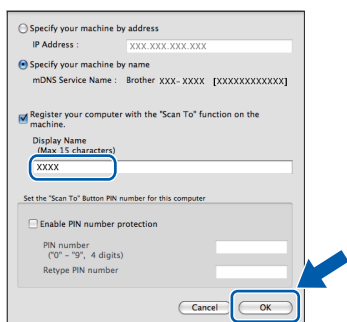 Specify your machine by address
IP Address : XXX.XXX.XXX.XXX
Specify your machine by name
mDNS Service Name : Brother XXX-XXXX [XXXXXXXXXXXX]
Register your computer with the "Scan To" function on the
machine.
Display Name
(Max 15 characters)
XXXX
Set the "Scan To" Button PIN number for this computer
Enable PIN number protection
PIN number
("0" - "9", 4 digits)
Retype PIN number
Cancel OK